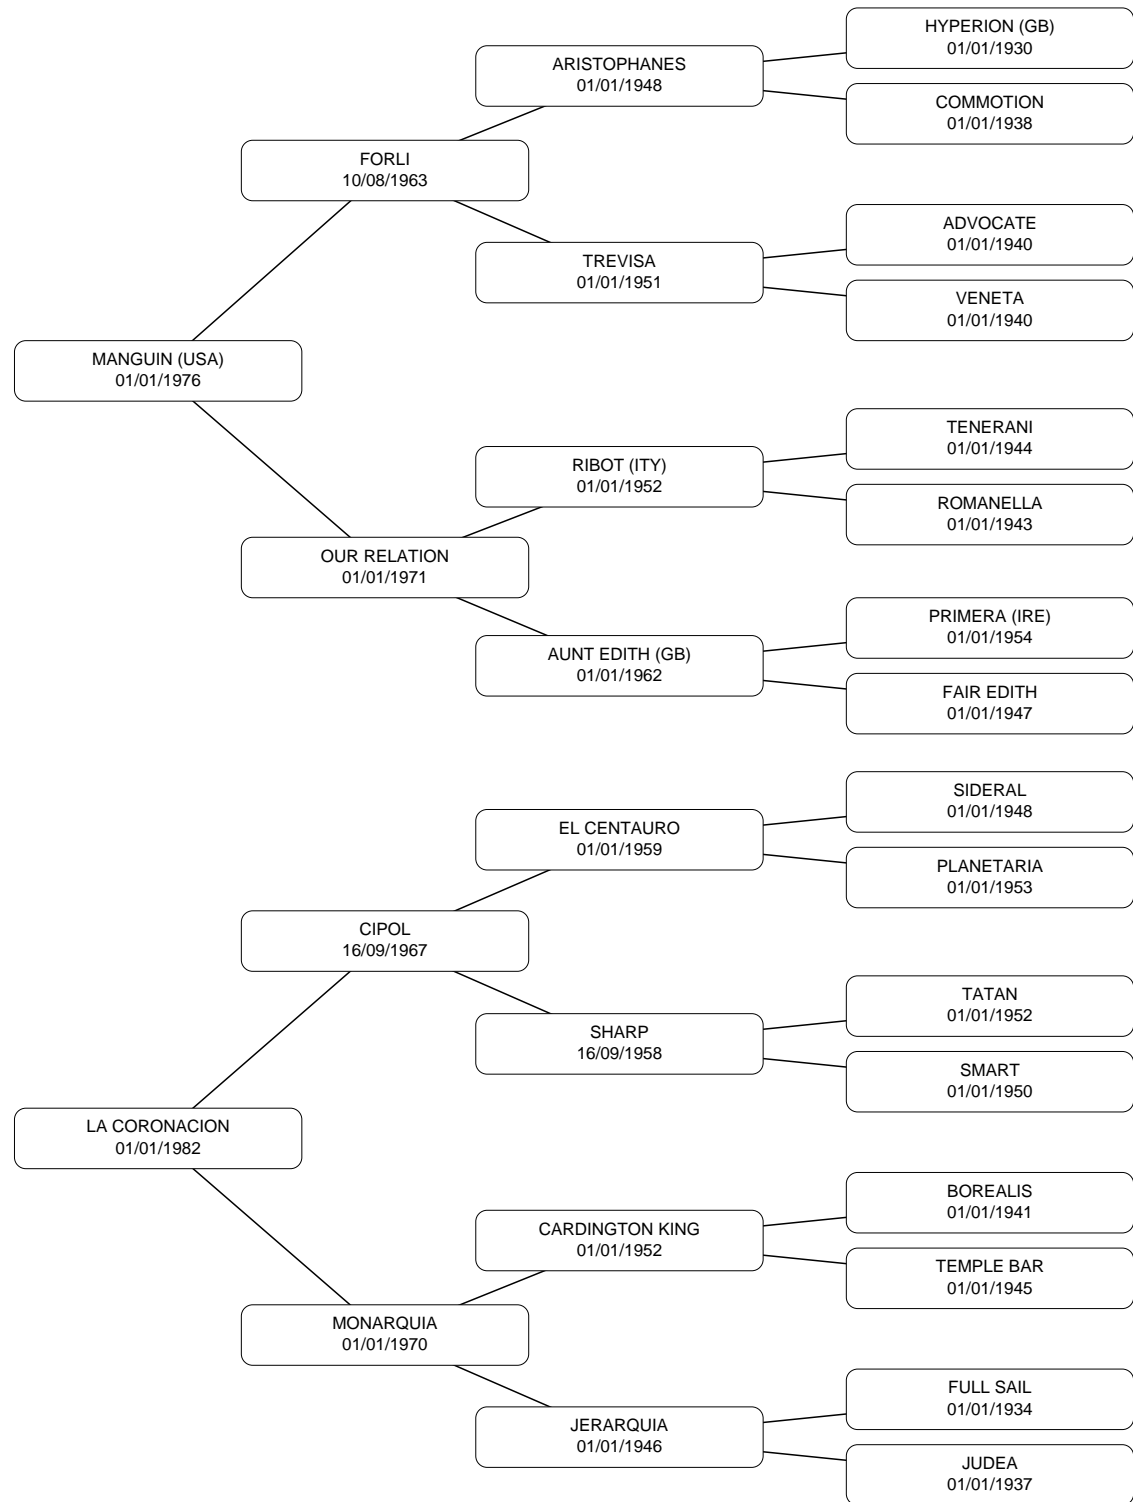 HYPERION (GB)
01/01/1930
ARISTOPHANES
01/01/1948
COMMOTION
01/01/1938
FORLI
10/08/1963
ADVOCATE
01/01/1940
TREVISA
01/01/1951
VENETA
01/01/1940
MANGUIN (USA)
01/01/1976
TENERANI
01/01/1944
RIBOT (ITY)
01/01/1952
ROMANELLA
01/01/1943
OUR RELATION
01/01/1971
PRIMERA (IRE)
01/01/1954
AUNT EDITH (GB)
01/01/1962
FAIR EDITH
01/01/1947
SIDERAL
01/01/1948
EL CENTAURO
01/01/1959
PLANETARIA
01/01/1953
CIPOL
16/09/1967
TATAN
01/01/1952
SHARP
16/09/1958
SMART
01/01/1950
LA CORONACION
01/01/1982
BOREALIS
01/01/1941
CARDINGTON KING
01/01/1952
TEMPLE BAR
01/01/1945
MONARQUIA
01/01/1970
FULL SAIL
01/01/1934
JERARQUIA
01/01/1946
JUDEA
01/01/1937